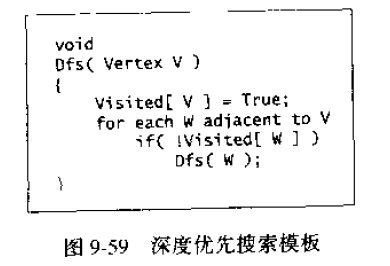 void
Dfs( Vertex V )
{
Visited[ V ] = True;
for each W adjacent to V
if( !Visited[ W ] )
Dfs( W );
}
图 9-59 深度优先搜索模板